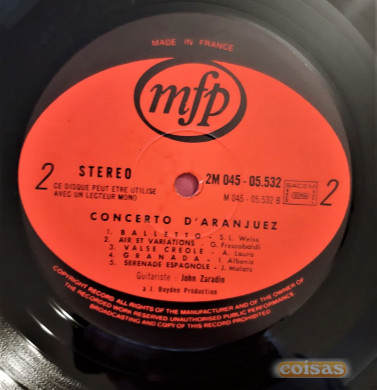 MADE IN FRANCE
mfp
STEREO
2M 045 - 05.532
2
CE DISQUE PEUT ETRE UTILISE
AVEC UN LECTEUR MONO
M 045 - 05.532 B
SACEM
2
CONCERTO D'ARANJUEZ
1. BALLETTO - S. L. Weiss
2. AIR ET VARIATIONS - G. Frescobaldi
3. VALSE CREOLE - A. Lauro
4. GRANADA - I. Albeniz
5. SERENADE ESPAGNOLE - J. Malats
Guitariste : John Zaradin
a J. Boyden Production
COPYRIGHT RECORD ALL RIGHTS OF THE MANUFACTURER AND OF THE OWNER OF
THE RECORDED WORK RESERVED UNAUTHORISED PUBLIC PERFORMANCE
BROADCASTING AND COPY OF THIS RECORD PROHIBITED
coisas